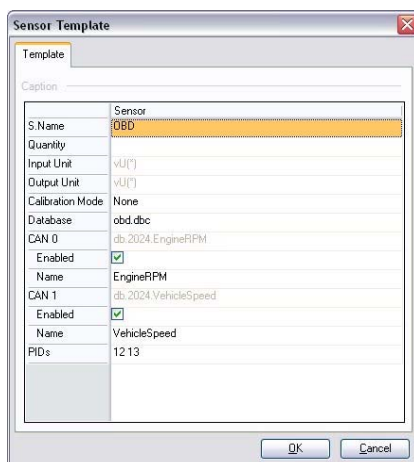 Sensor Template
Template
Caption
Sensor
S.Name OBD
Quantity
Input Unit vU(*)
Output Unit vU(*)
Calibration Mode None
Database obd.dbc
CAN 0 db.2024.EngineRPM
Enabled
Name EngineRPM
CAN 1 db.2024.VehicleSpeed
Enabled
Name VehicleSpeed
PIDs 12 13
OK Cancel